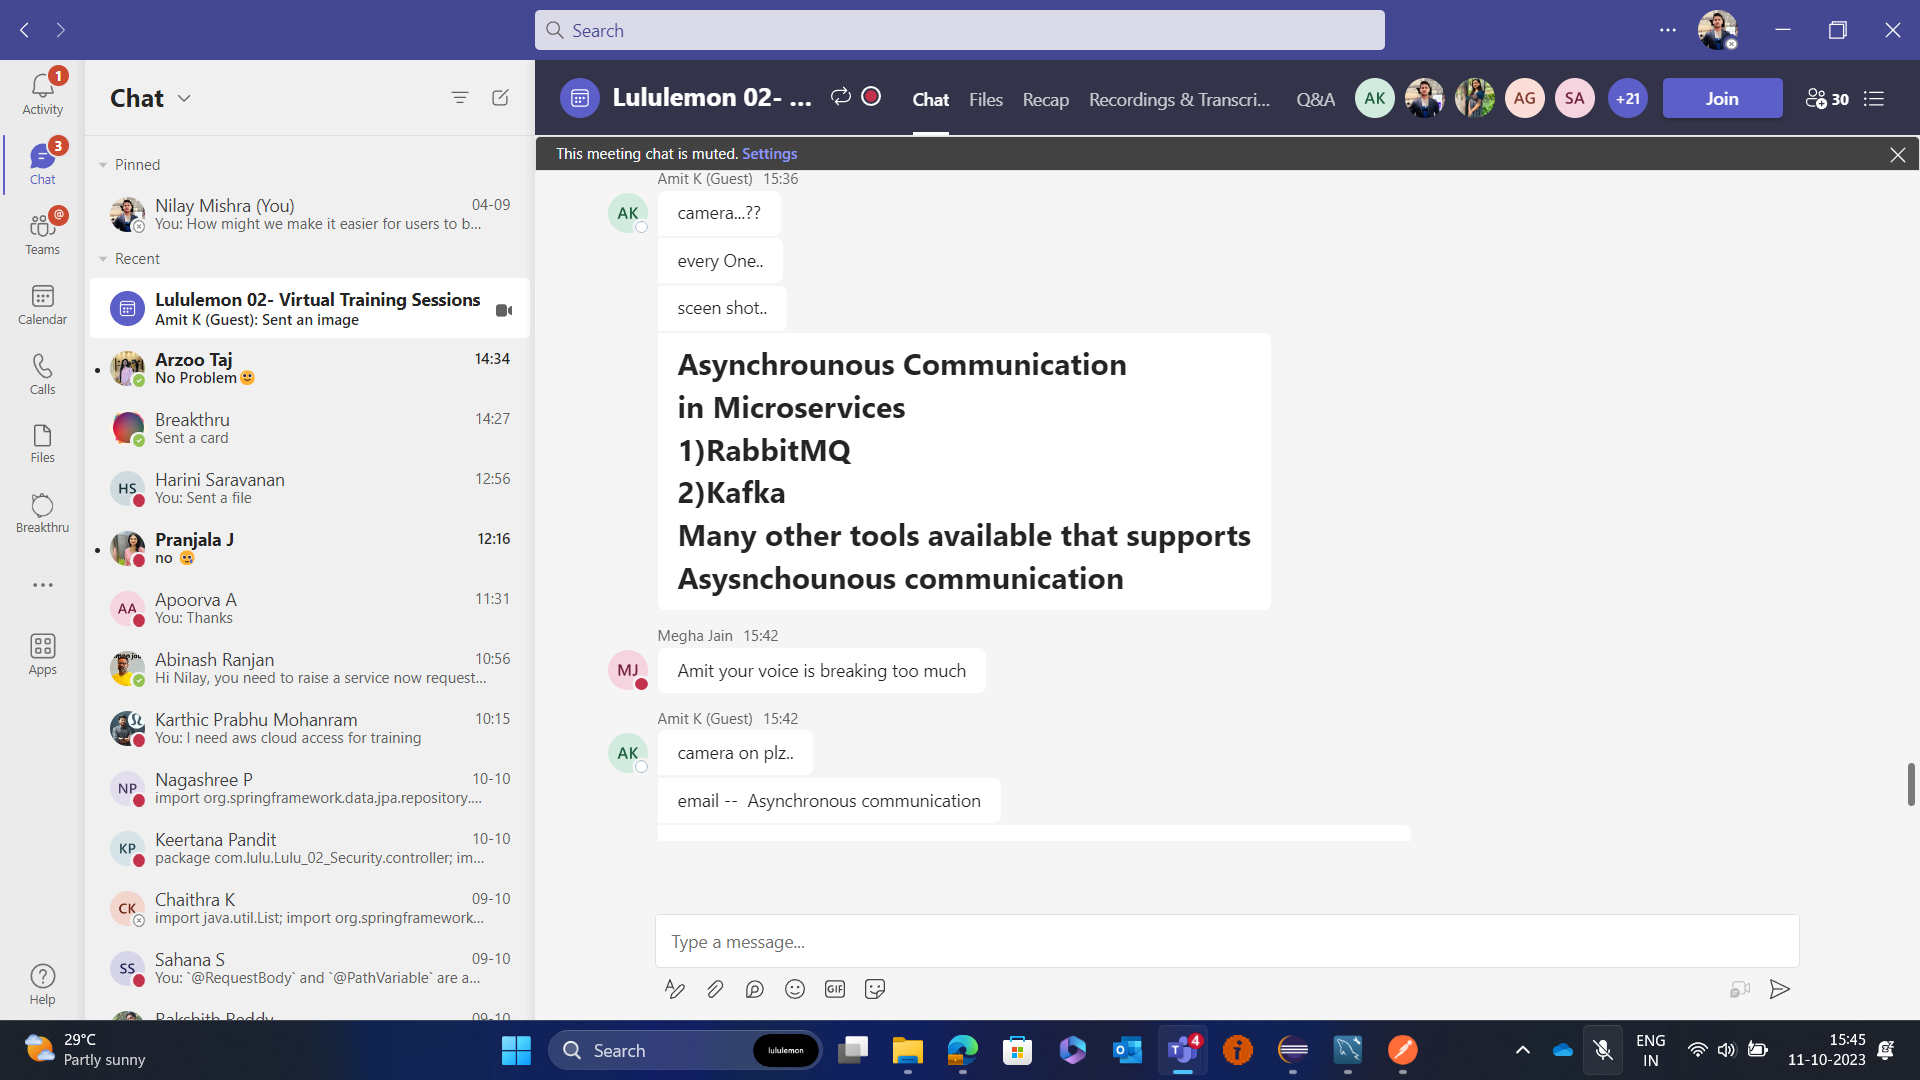 Search
1
Activity
3
Chat
@
Teams
Calendar
Calls
Files
Breakthru
Apps
Help
Chat
Pinned
Nilay Mishra (You) 04-09
You: How might we make it easier for users to b...
Recent
Lululemon 02- Virtual Training Sessions
Amit K (Guest): Sent an image
Arzoo Taj 14:34
No Problem
Breakthru 14:27
Sent a card
HS Harini Saravanan 12:56
You: Sent a file
Pranjala J 12:16
no
AA Apoorva A 11:31
You: Thanks
Abinash Ranjan 10:56
Hi Nilay, you need to raise a service now request...
Karthic Prabhu Mohanram 10:15
You: I need aws cloud access for training
NP Nagashree P 10-10
import org.springframework.data.jpa.repository....
KP Keertana Pandit 10-10
package com.lulu.Lulu_02_Security.controller; im...
CK Chaithra K 09-10
import java.util.List; import org.springframework...
SS Sahana S 09-10
You: `@RequestBody` and `@PathVariable` are a...
Rakshith Reddy 09-10
Lululemon 02- ... Chat Files Recap Recordings & Transcri... Q&A AK AG SA +21 Join 30
This meeting chat is muted. Settings
Amit K (Guest) 15:36
AK
camera...??
every One..
sceen shot..
Asynchrounous Communication
in Microservices
1)RabbitMQ
2)Kafka
Many other tools available that supports
Asysnchounous communication
Megha Jain 15:42
MJ
Amit your voice is breaking too much
Amit K (Guest) 15:42
AK
camera on plz..
email -- Asynchronous communication
Type a message...
GIF
29°C
Partly sunny
Search
lululemon
4
ENG
IN
15:45
11-10-2023